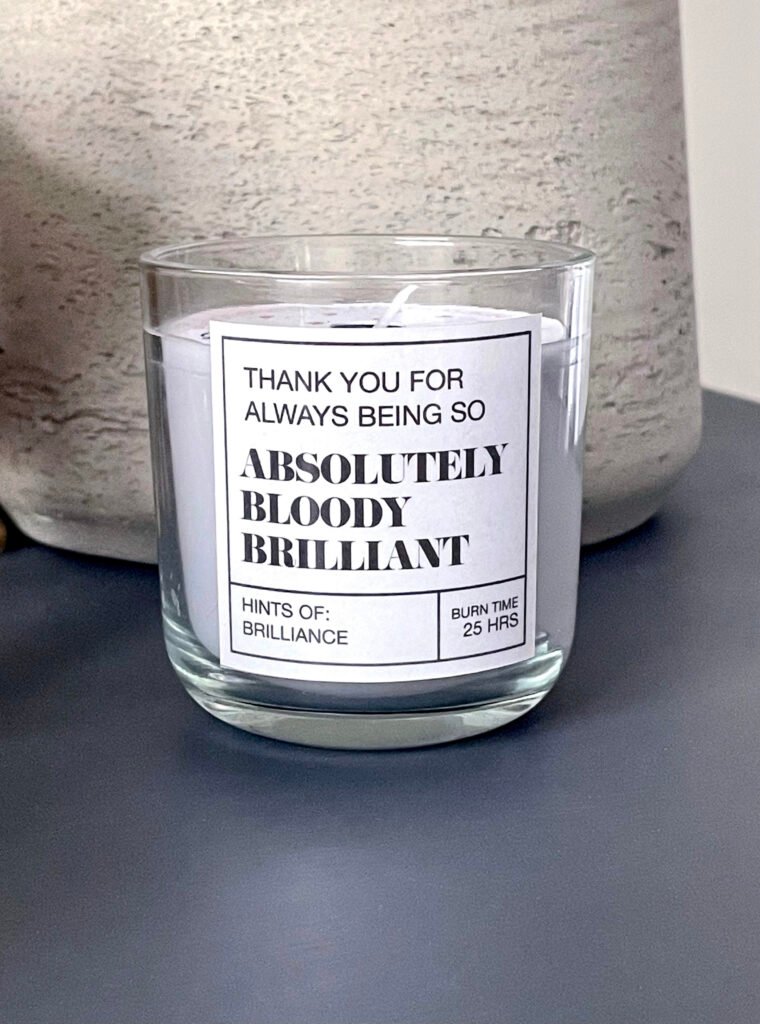 THANK YOU FOR
ALWAYS BEING SO
ABSOLUTELY
BLOODY
BRILLIANT
HINTS OF:
BRILLIANCE
BURN TIME
25 HRS